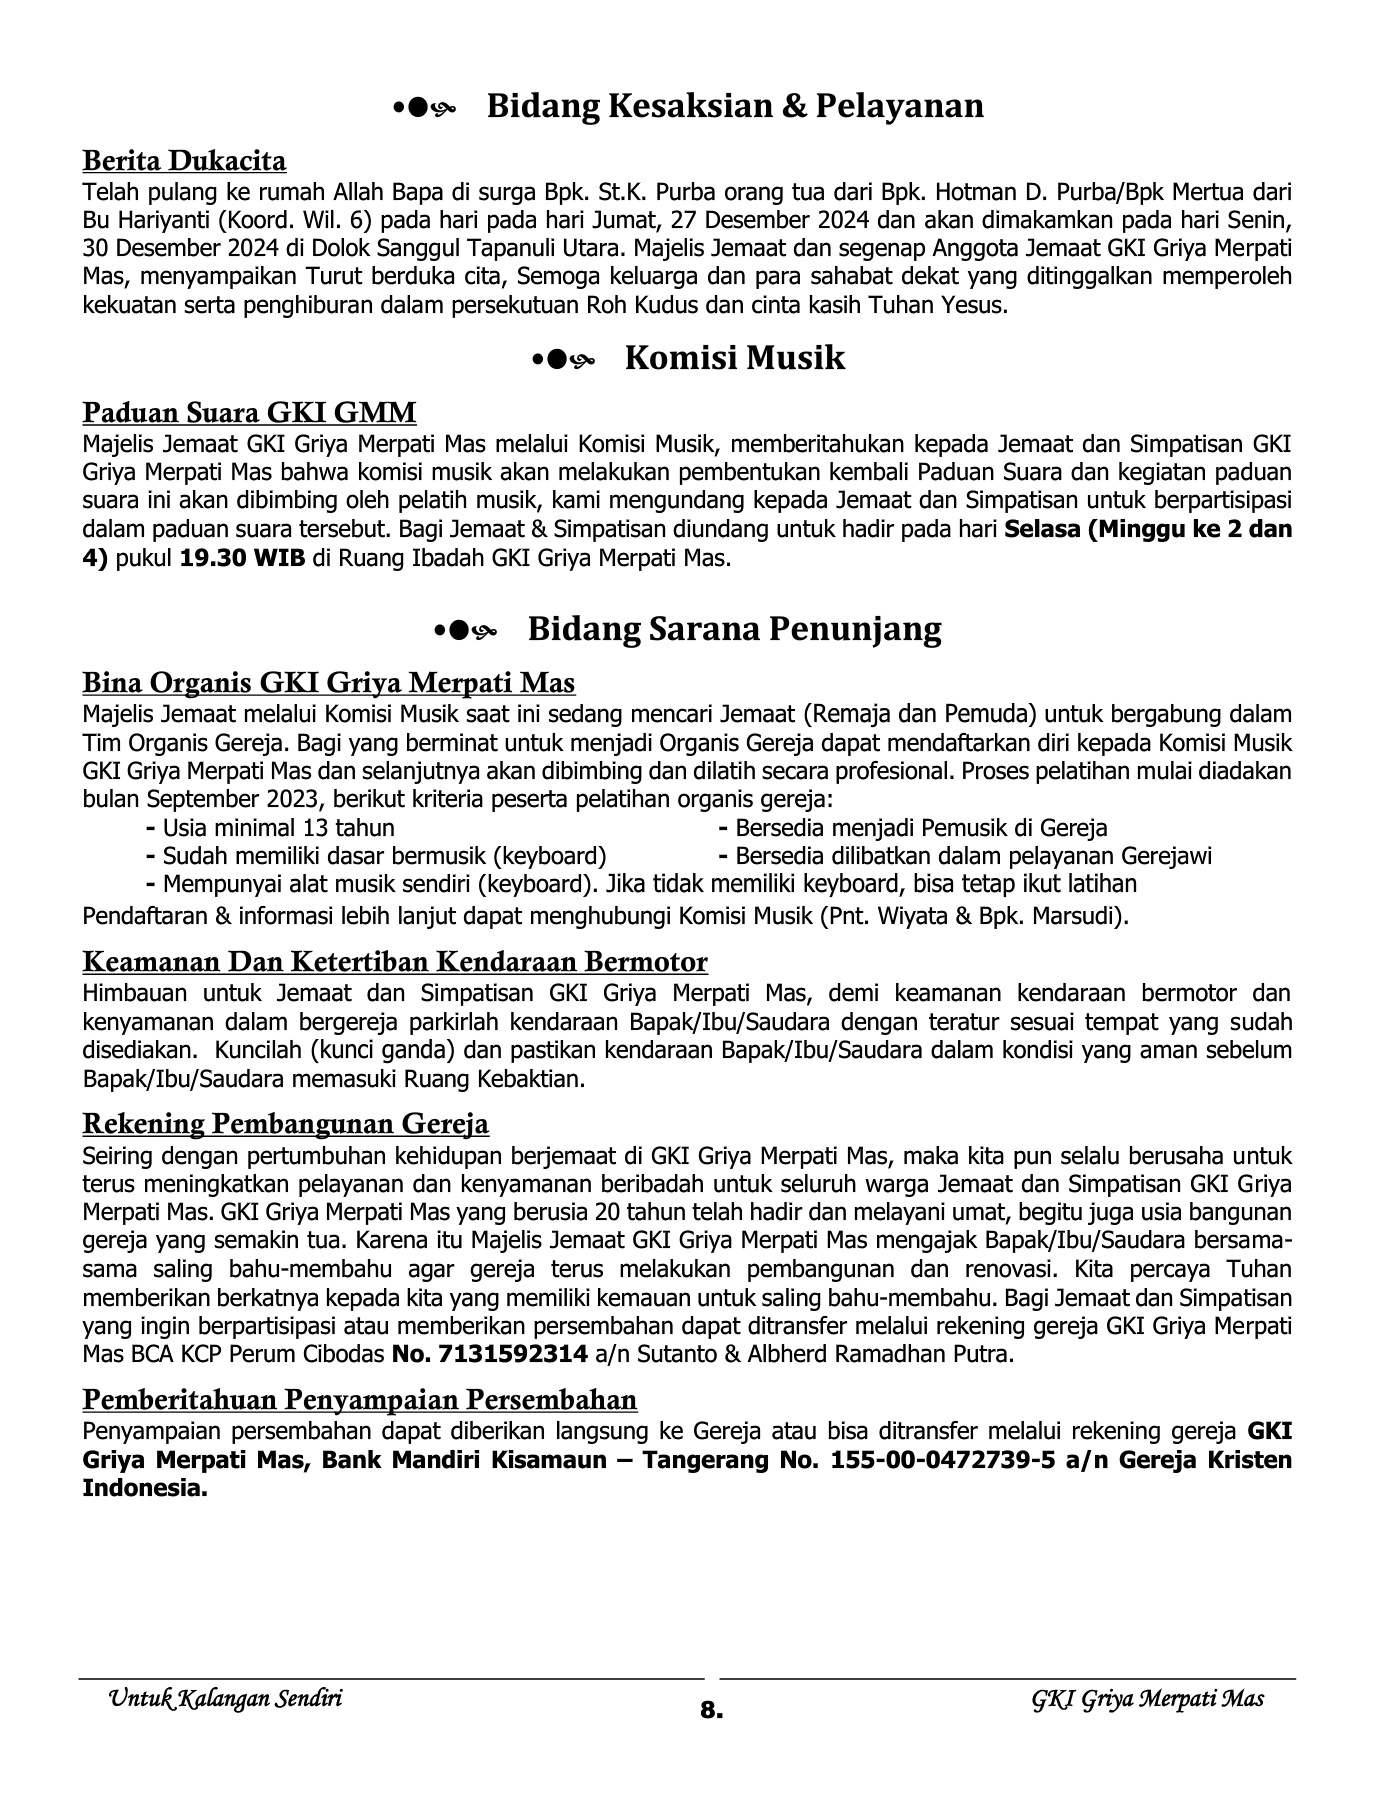 Bidang Kesaksian & Pelayanan
Berita Dukacita
Telah pulang ke rumah Allah Bapa di surga Bpk. St.K. Purba orang tua dari Bpk. Hotman D. Purba/Bpk Mertua dari
Bu Hariyanti (Koord. Wil. 6) pada hari pada hari Jumat, 27 Desember 2024 dan akan dimakamkan pada hari Senin,
30 Desember 2024 di Dolok Sanggul Tapanuli Utara. Majelis Jemaat dan segenap Anggota Jemaat GKI Griya Merpati
Mas, menyampaikan Turut berduka cita, Semoga keluarga dan para sahabat dekat yang ditinggalkan memperoleh
kekuatan serta penghiburan dalam persekutuan Roh Kudus dan cinta kasih Tuhan Yesus.
Komisi Musik
Paduan Suara GKI GMM
Majelis Jemaat GKI Griya Merpati Mas melalui Komisi Musik, memberitahukan kepada Jemaat dan Simpatisan GKI
Griya Merpati Mas bahwa komisi musik akan melakukan pembentukan kembali Paduan Suara dan kegiatan paduan
suara ini akan dibimbing oleh pelatih musik, kami mengundang kepada Jemaat dan Simpatisan untuk berpartisipasi
dalam paduan suara tersebut. Bagi Jemaat & Simpatisan diundang untuk hadir pada hari Selasa (Minggu ke 2 dan
4) pukul 19.30 WIB di Ruang Ibadah GKI Griya Merpati Mas.
Bidang Sarana Penunjang
Bina Organis GKI Griya Merpati Mas
Majelis Jemaat melalui Komisi Musik saat ini sedang mencari Jemaat (Remaja dan Pemuda) untuk bergabung dalam
Tim Organis Gereja. Bagi yang berminat untuk menjadi Organis Gereja dapat mendaftarkan diri kepada Komisi Musik
GKI Griya Merpati Mas dan selanjutnya akan dibimbing dan dilatih secara profesional. Proses pelatihan mulai diadakan
bulan September 2023, berikut kriteria peserta pelatihan organis gereja:
- Usia minimal 13 tahun - Bersedia menjadi Pemusik di Gereja
- Sudah memiliki dasar bermusik (keyboard) - Bersedia dilibatkan dalam pelayanan Gerejawi
- Mempunyai alat musik sendiri (keyboard). Jika tidak memiliki keyboard, bisa tetap ikut latihan
Pendaftaran & informasi lebih lanjut dapat menghubungi Komisi Musik (Pnt. Wiyata & Bpk. Marsudi).
Keamanan Dan Ketertiban Kendaraan Bermotor
Himbauan untuk Jemaat dan Simpatisan GKI Griya Merpati Mas, demi keamanan kendaraan bermotor dan
kenyamanan dalam bergereja parkirlah kendaraan Bapak/Ibu/Saudara dengan teratur sesuai tempat yang sudah
disediakan. Kuncilah (kunci ganda) dan pastikan kendaraan Bapak/Ibu/Saudara dalam kondisi yang aman sebelum
Bapak/Ibu/Saudara memasuki Ruang Kebaktian.
Rekening Pembangunan Gereja
Seiring dengan pertumbuhan kehidupan berjemaat di GKI Griya Merpati Mas, maka kita pun selalu berusaha untuk
terus meningkatkan pelayanan dan kenyamanan beribadah untuk seluruh warga Jemaat dan Simpatisan GKI Griya
Merpati Mas. GKI Griya Merpati Mas yang berusia 20 tahun telah hadir dan melayani umat, begitu juga usia bangunan
gereja yang semakin tua. Karena itu Majelis Jemaat GKI Griya Merpati Mas mengajak Bapak/Ibu/Saudara bersama-
sama saling bahu-membahu agar gereja terus melakukan pembangunan dan renovasi. Kita percaya Tuhan
memberikan berkatnya kepada kita yang memiliki kemauan untuk saling bahu-membahu. Bagi Jemaat dan Simpatisan
yang ingin berpartisipasi atau memberikan persembahan dapat ditransfer melalui rekening gereja GKI Griya Merpati
Mas BCA KCP Perum Cibodas No. 7131592314 a/n Sutanto & Albherd Ramadhan Putra.
Pemberitahuan Penyampaian Persembahan
Penyampaian persembahan dapat diberikan langsung ke Gereja atau bisa ditransfer melalui rekening gereja GKI
Griya Merpati Mas, Bank Mandiri Kisamaun – Tangerang No. 155-00-0472739-5 a/n Gereja Kristen
Indonesia.
Untuk Kalangan Sendiri
8.
GKI Griya Merpati Mas